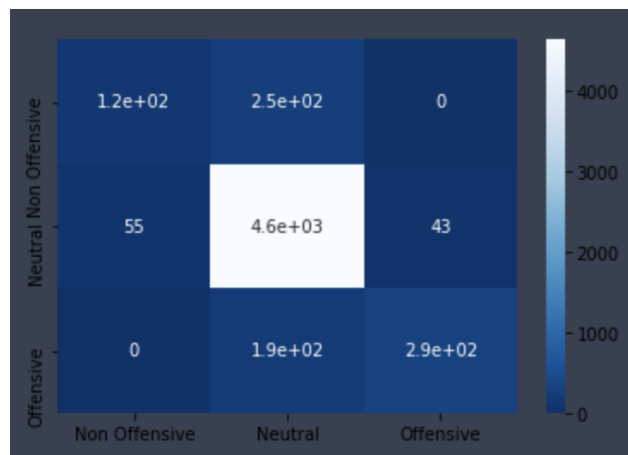 Non Offensive
1.2e+02 2.5e+02 0
4000
3000
Neutral
55 4.6e+03 43
2000
1000
Offensive
0 1.9e+02 2.9e+02
0
Non Offensive Neutral Offensive